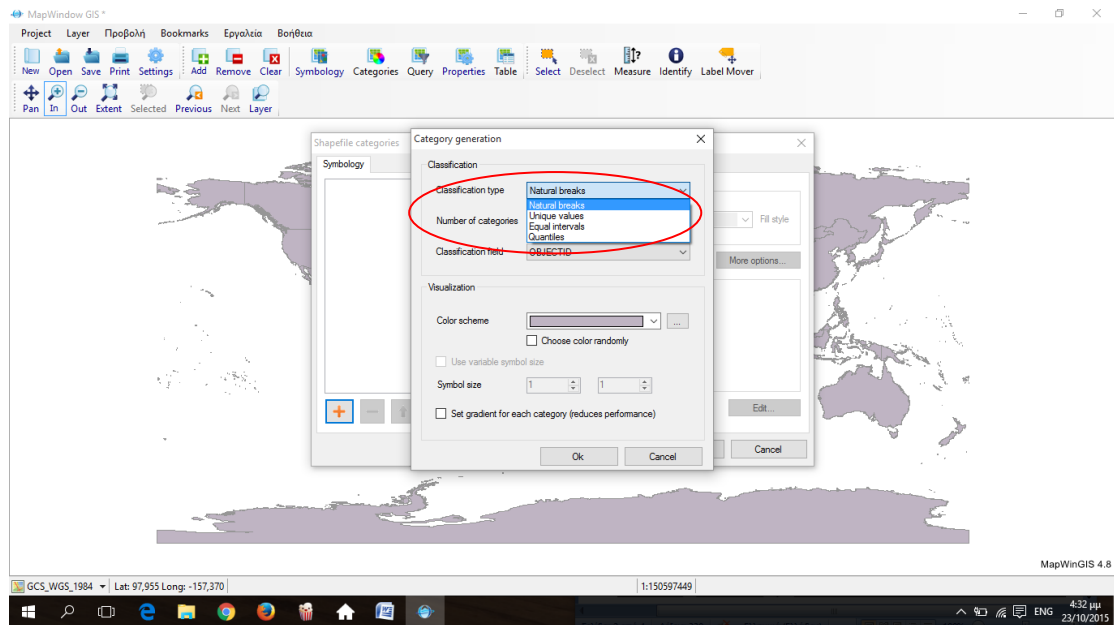 MapWindow GIS *
Project Layer Προβολή Bookmarks Εργαλεία Βοήθεια
New Open Save Print Settings Add Remove Clear Symbology Categories Query Properties Table Select Deselect Measure Identify Label Mover
Pan In Out Extent Selected Previous Next Layer
Shapefile categories
Category generation
Symbology
Classification
Classification type Natural breaks
Natural breaks
Unique values
Equal intervals
Quantiles
Number of categories
Fill style
Classification field OBJECTID
More options...
Visualization
Color scheme ...
Choose color randomly
Use variable symbol size
Symbol size 1 1
Set gradient for each category (reduces performance)
Edit...
Ok Cancel
Cancel
MapWinGIS 4.8
GCS_WGS_1984 Lat: 97,955 Long: -157,370 1:150597449
ENG 4:32 μμ
23/10/2015